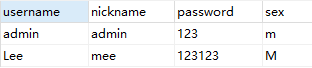 username nickname password sex
admin admin 123 m
Lee mee 123123 M